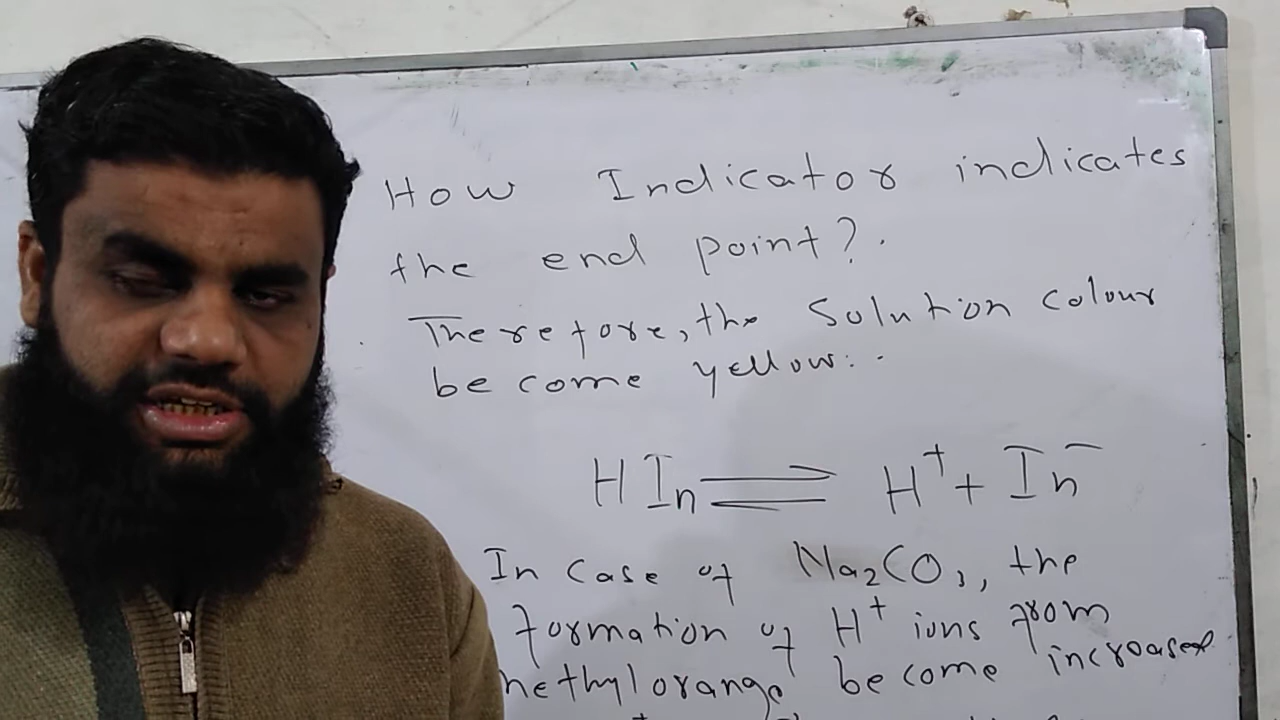 How Indicator indicates
the end point?.
Therefore, the Solution colour
become yellow:.
HIn ⇌ H⁺ + In⁻
In Case of Na₂CO₃, the
formation of H⁺ ions from
methylorange become increased